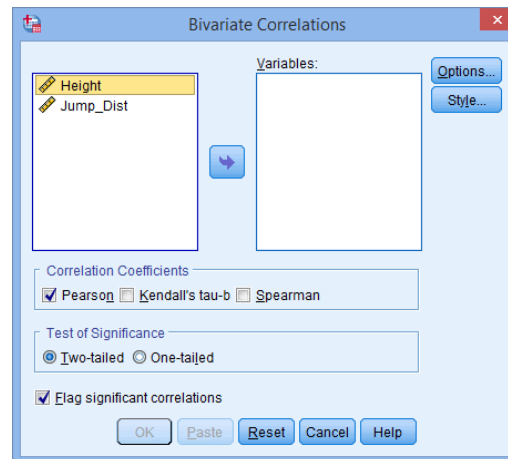 Bivariate Correlations
Variables:
Height
Jump_Dist
Options...
Style...
Correlation Coefficients
Pearson Kendall's tau-b Spearman
Test of Significance
Two-tailed One-tailed
Flag significant correlations
OK Paste Reset Cancel Help